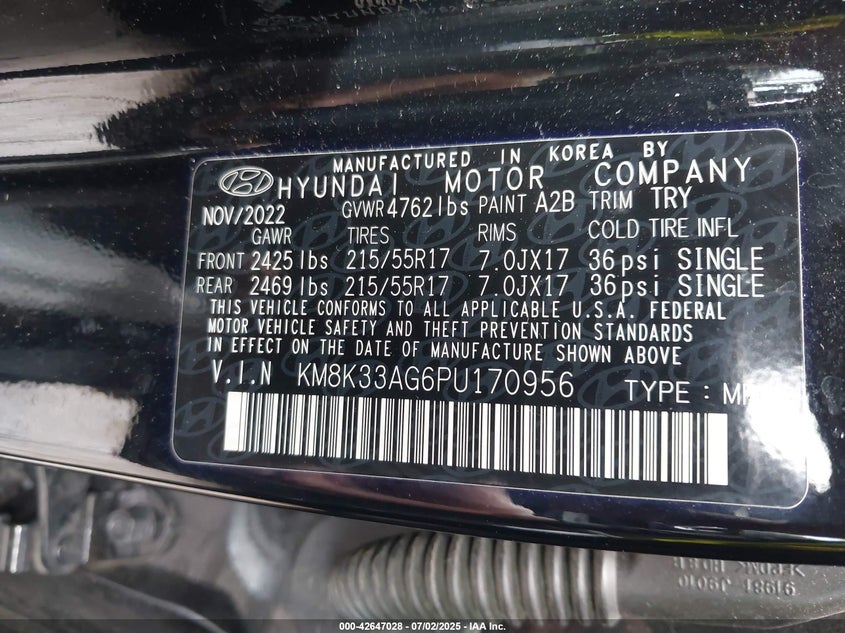 MANUFACTURED IN KOREA BY
HYUNDAI MOTOR COMPANY
NOV/2022 GVWR 4762 lbs PAINT A2B TRIM TRY
GAWR TIRES RIMS COLD TIRE INFL
FRONT 2425 lbs 215/55R17 7.0JX17 36 psi SINGLE
REAR 2469 lbs 215/55R17 7.0JX17 36 psi SINGLE
THIS VEHICLE CONFORMS TO ALL APPLICABLE U.S.A. FEDERAL
MOTOR VEHICLE SAFETY AND THEFT PREVENTION STANDARDS
IN EFFECT ON THE DATE OF MANUFACTURE SHOWN ABOVE
V.I.N KM8K33AG6PU170956 TYPE :
000-42647028 - 07/02/2025 - IAA Inc.